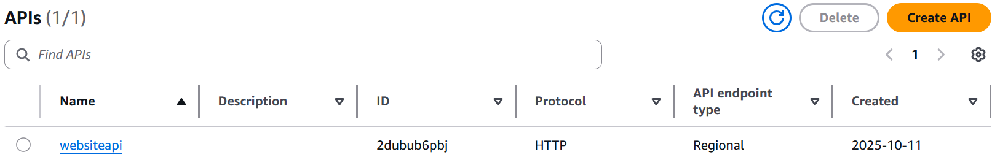 APIs (1/1)
Delete
Create API
Find APIs
1
Name
Description
ID
Protocol
API endpoint
type
Created
websiteapi
2dubub6pbj
HTTP
Regional
2025-10-11